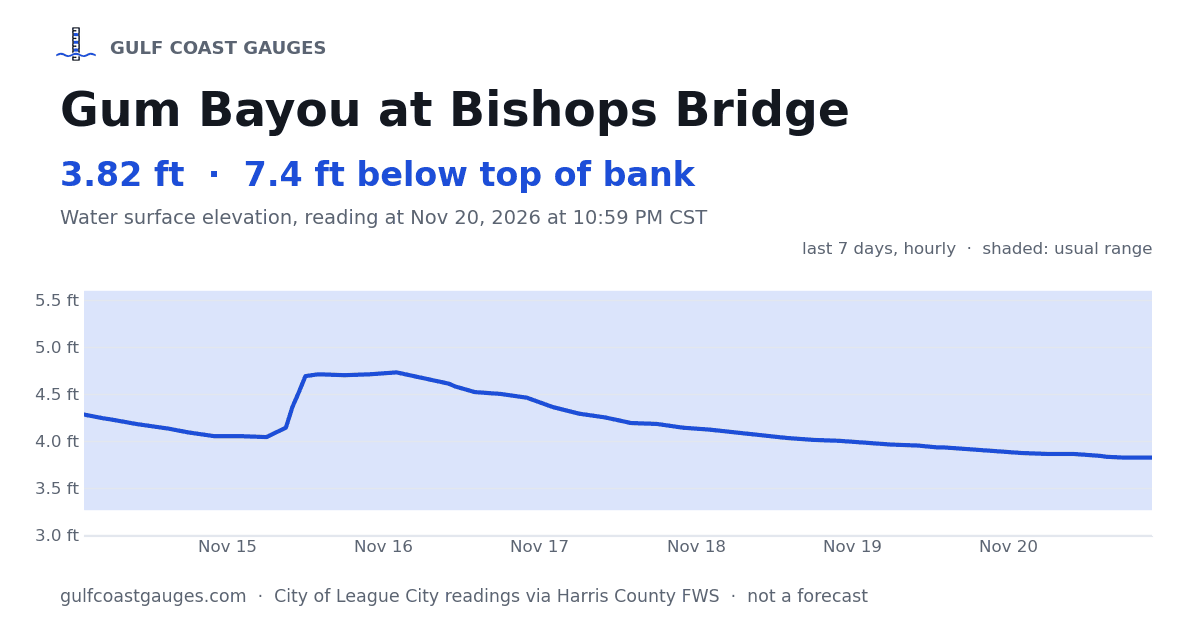 GULF COAST GAUGES
Gum Bayou at Bishops Bridge
3.82 ft · 7.4 ft below top of bank
Water surface elevation, reading at Nov 20, 2026 at 10:59 PM CST
last 7 days, hourly · shaded: usual range
5.5 ft
5.0 ft
4.5 ft
4.0 ft
3.5 ft
3.0 ft
Nov 15 Nov 16 Nov 17 Nov 18 Nov 19 Nov 20
gulfcoastgauges.com · City of League City readings via Harris County FWS · not a forecast